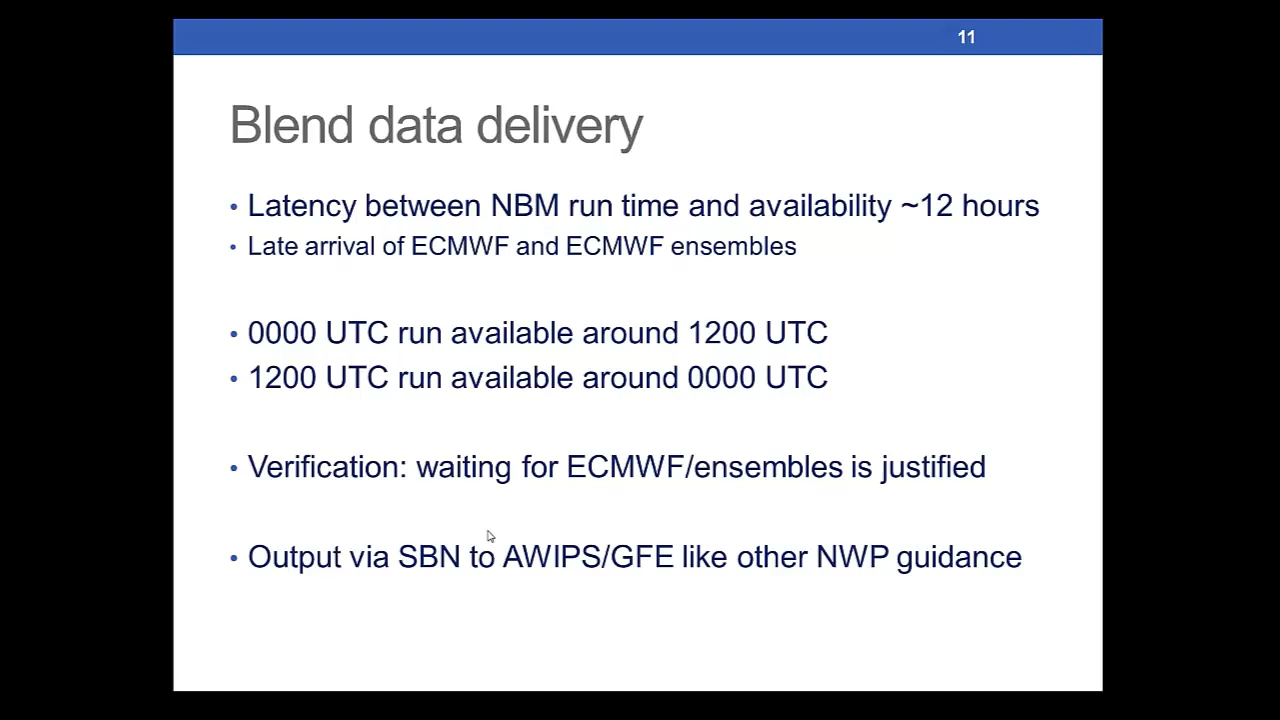 11
Blend data delivery
• Latency between NBM run time and availability ~12 hours
• Late arrival of ECMWF and ECMWF ensembles
• 0000 UTC run available around 1200 UTC
• 1200 UTC run available around 0000 UTC
• Verification: waiting for ECMWF/ensembles is justified
• Output via SBN to AWIPS/GFE like other NWP guidance